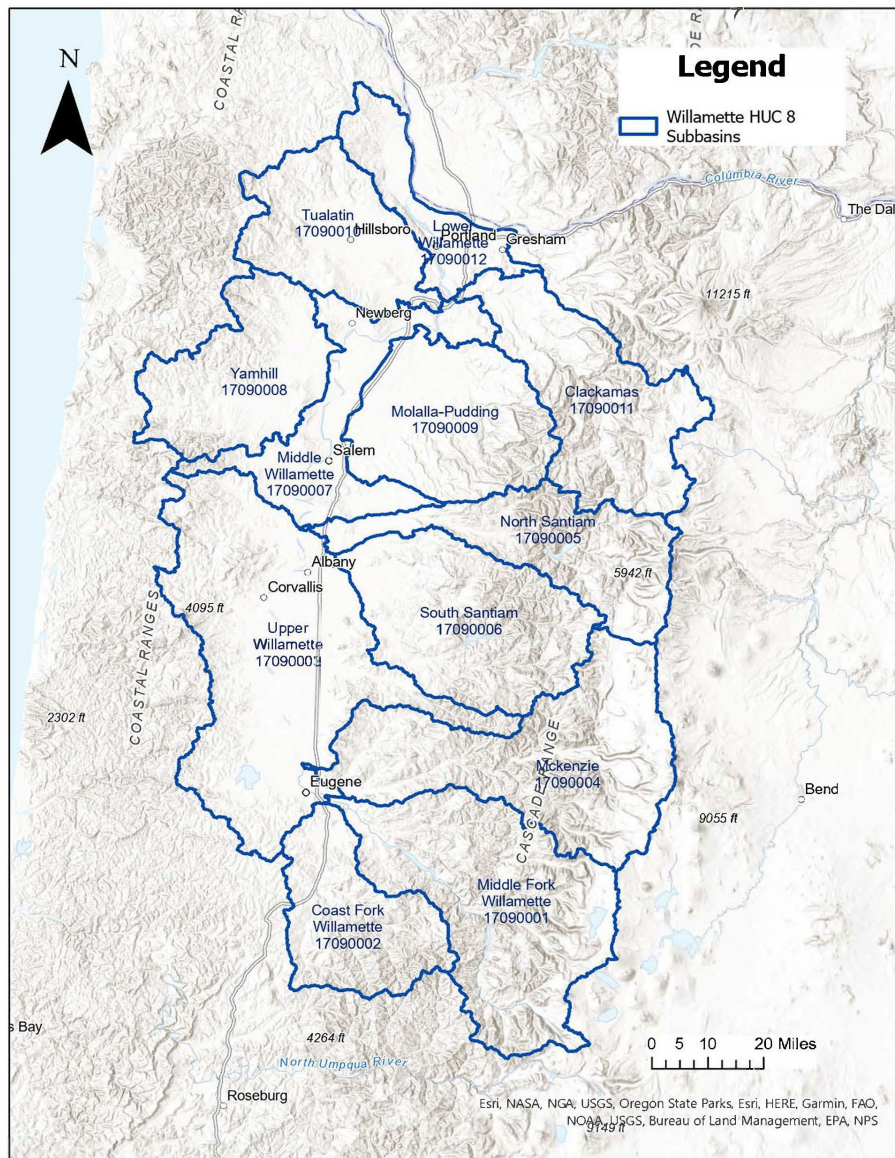 COASTAL RA
DE RA
N
Legend
Willamette HUC 8
Subbasins
Columbia River
The Dal
Tualatin
17090010
Hillsboro
Lower
Willamette
17090012
Portland
Gresham
11215 ft
Newberg
Yamhill
17090008
Clackamas
17090011
Molalla-Pudding
17090009
Salem
Middle
Willamette
17090007
North Santiam
17090005
Albany
5942 ft
Corvallis
4095 ft
South Santiam
17090006
COASTAL RANGES
Upper
Willamette
17090003
2302 ft
CASCADE RANGE
Mckenzie
17090004
Eugene
Bend
9055 ft
Middle Fork
Willamette
17090001
Coast Fork
Willamette
17090002
s Bay
4264 ft
0 5 10 20 Miles
North Umpqua River
Roseburg
Esri, NASA, NGA, USGS, Oregon State Parks, Esri, HERE, Garmin, FAO,
NOAA, USGS, Bureau of Land Management, EPA, NPS
9149 ft